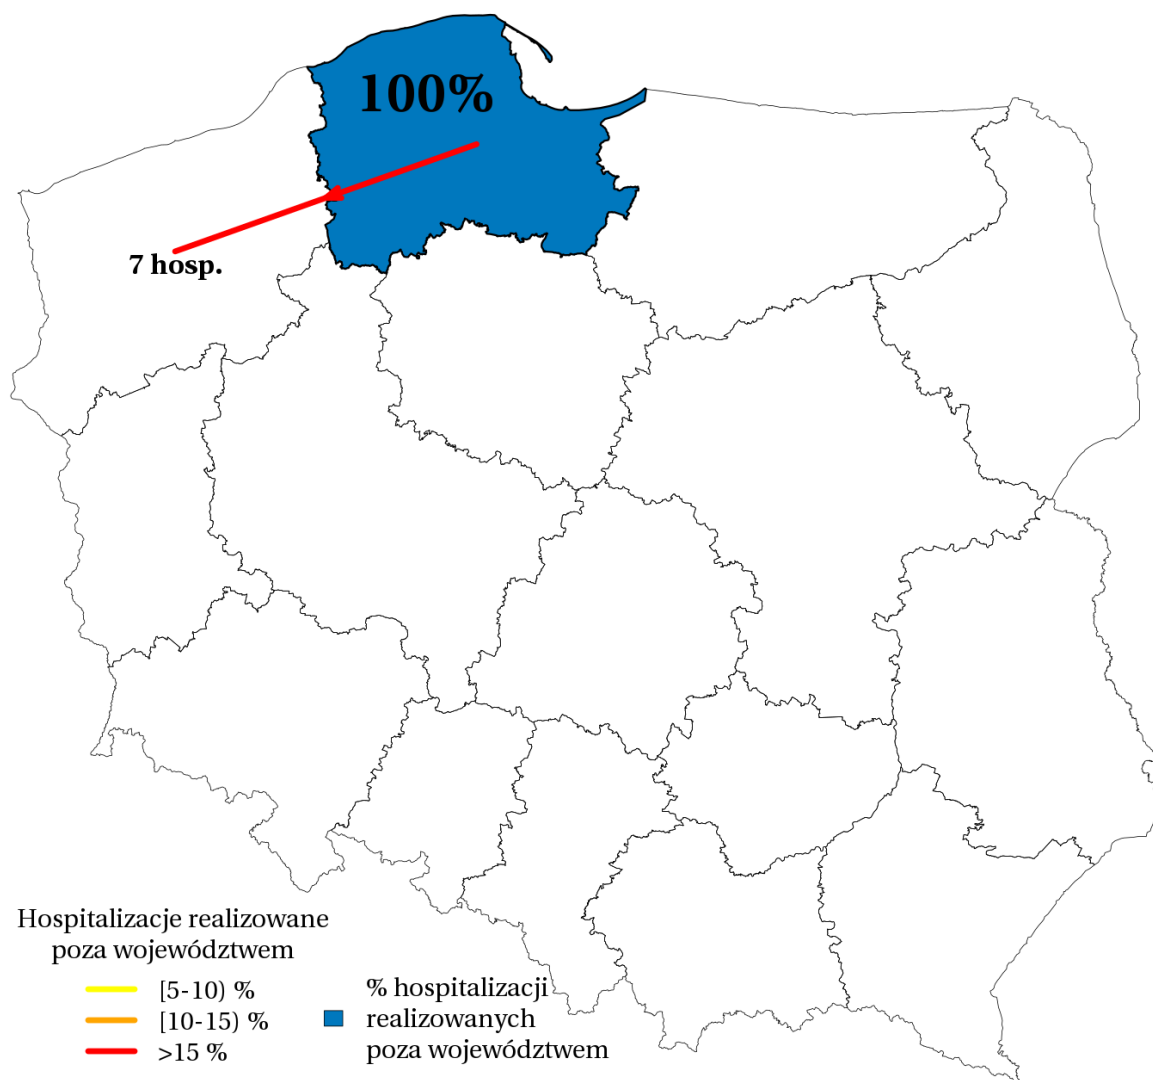 100%
7 hosp.
Hospitalizacje realizowane
poza województwem
[5-10) %
[10-15) %
>15 %
% hospitalizacji
realizowanych
poza województwem